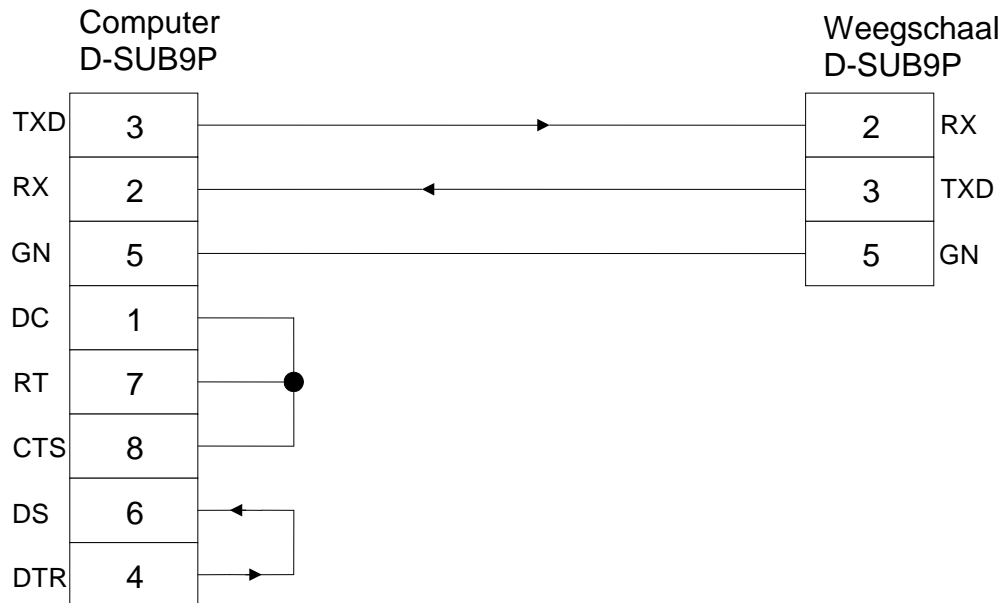 Computer
D-SUB9P
Weegschaal
D-SUB9P
TXD 3 2 RX
RX 2 3 TXD
GN 5 5 GN
DC 1
RT 7
CTS 8
DS 6
DTR 4